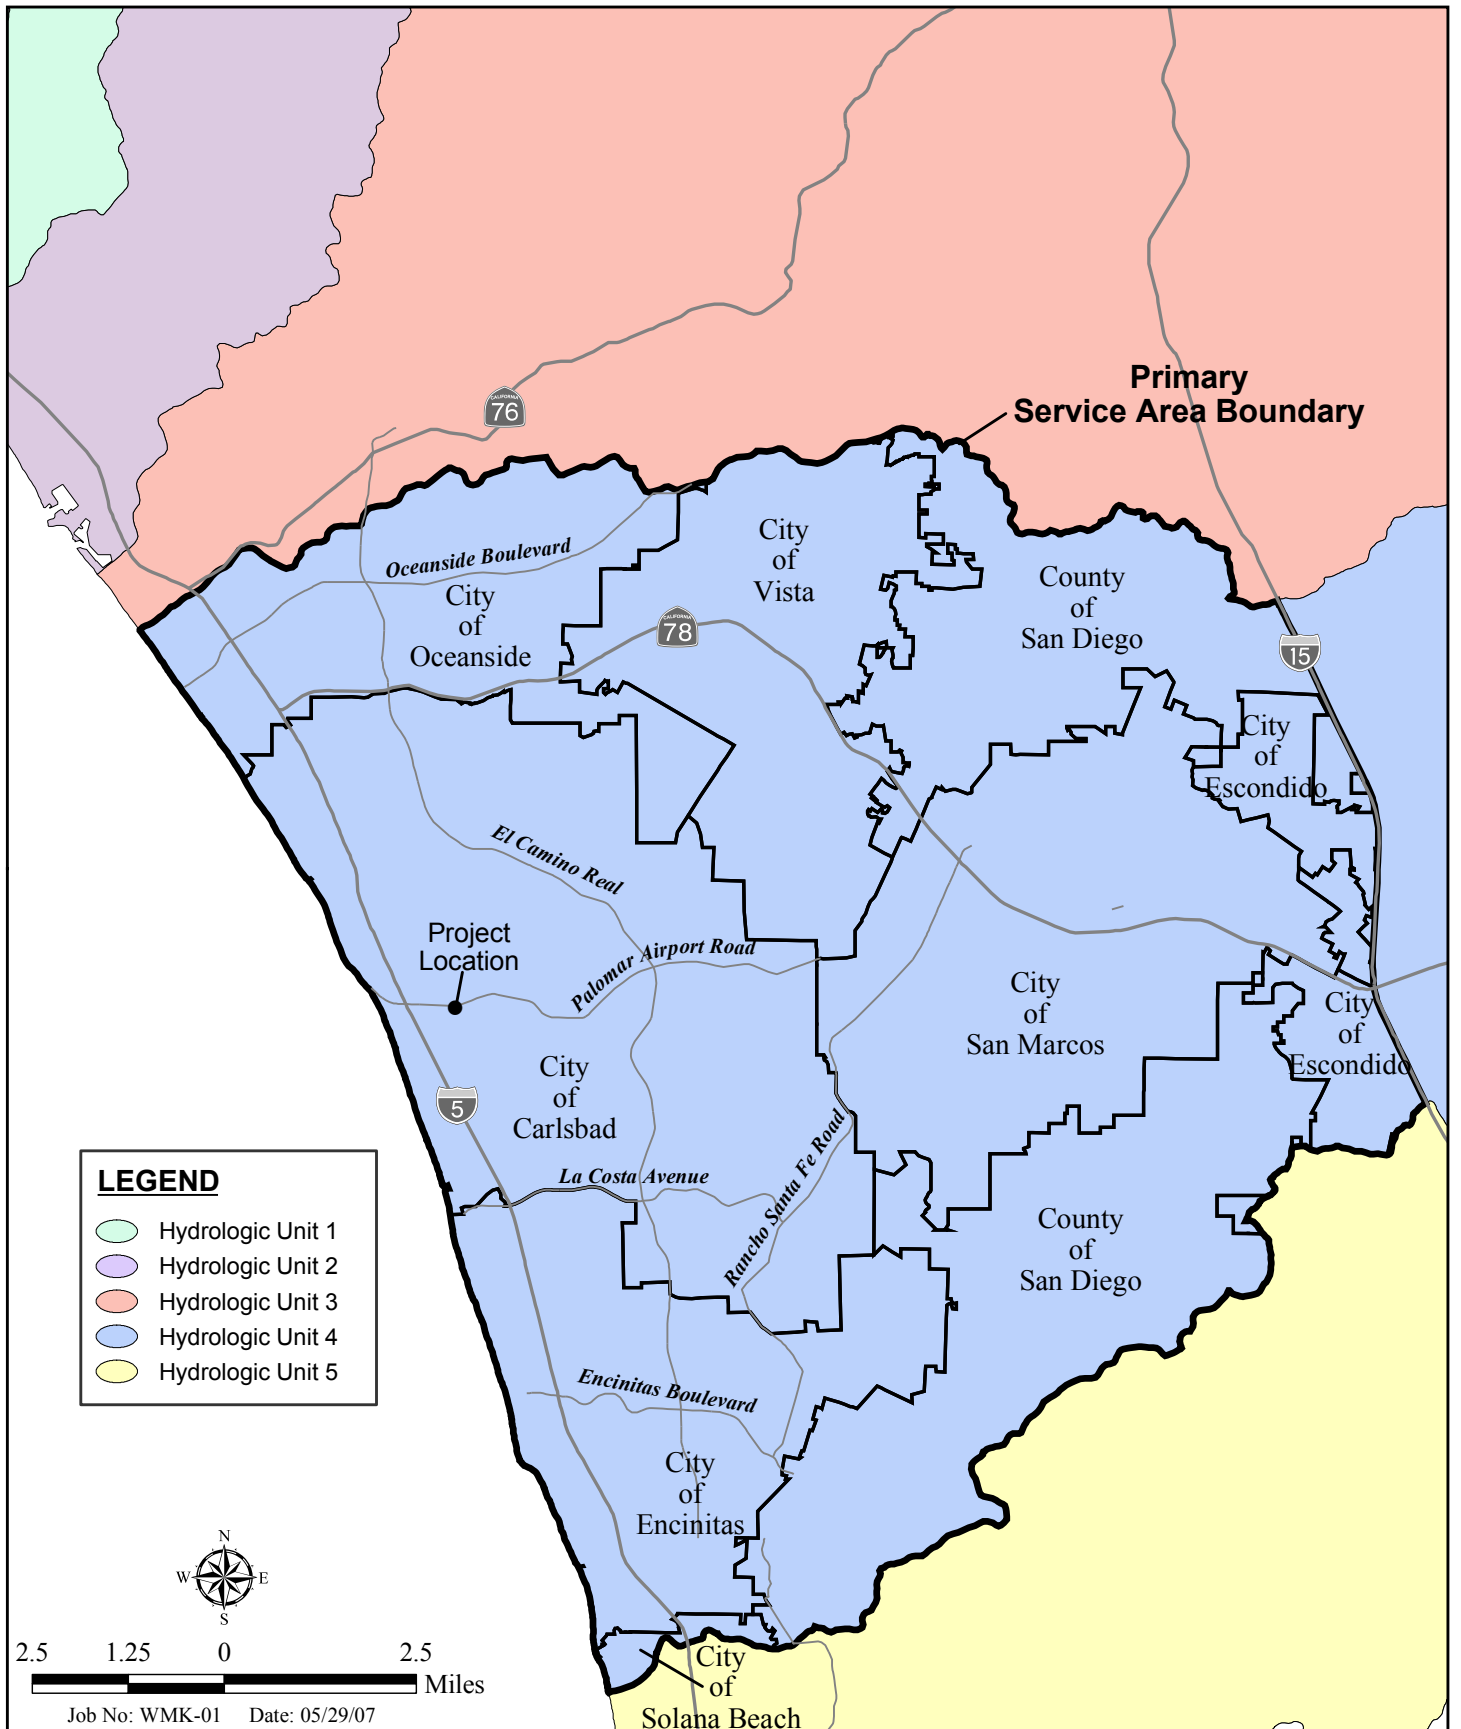 Primary
Service Area Boundary
CALIFORNIA
76
Oceanside Boulevard
City
of
Oceanside
City
of
Vista
CALIFORNIA
78
County
of
San Diego
15
City
of
Escondido
El Camino Real
Project
Location
Palomar Airport Road
City
of
San Marcos
City
of
Escondido
City
of
Carlsbad
5
La Costa Avenue
Rancho Santa Fe Road
County
of
San Diego
LEGEND
Hydrologic Unit 1
Hydrologic Unit 2
Hydrologic Unit 3
Hydrologic Unit 4
Hydrologic Unit 5
Encinitas Boulevard
City
of
Encinitas
N
W E
S
2.5 1.25 0 2.5
Miles
Job No: WMK-01 Date: 05/29/07
City
of
Solana Beach